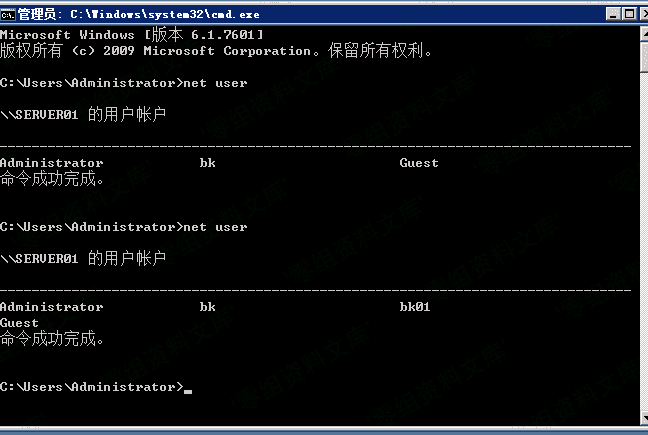 管理员: C:\Windows\system32\cmd.exe
Microsoft Windows [版本 6.1.7601]
版权所有 (c) 2009 Microsoft Corporation。保留所有权利。
C:\Users\Administrator>net user
\\SERVER01 的用户帐户
-------------------------------------------------------------------------------
Administrator            bk                       Guest
命令成功完成。
C:\Users\Administrator>net user
\\SERVER01 的用户帐户
-------------------------------------------------------------------------------
Administrator            bk                       bk01
Guest
命令成功完成。
C:\Users\Administrator>_